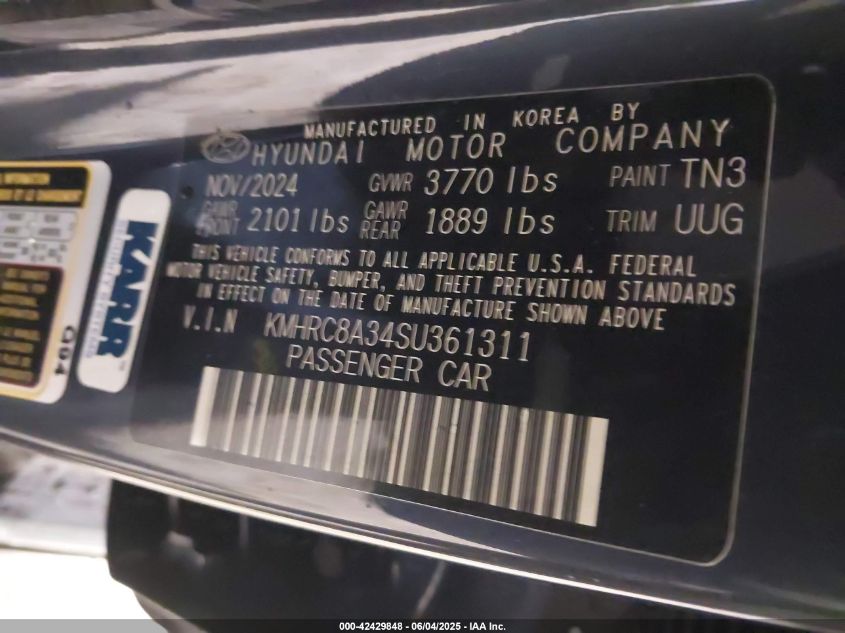 MANUFACTURED IN KOREA BY
HYUNDAI MOTOR COMPANY
NOV/2024 GVWR 3770 lbs PAINT TN3
GAWR FRONT 2101 lbs GAWR REAR 1889 lbs TRIM UUG
THIS VEHICLE CONFORMS TO ALL APPLICABLE U.S.A. FEDERAL
MOTOR VEHICLE SAFETY, BUMPER, AND THEFT PREVENTION STANDARDS
IN EFFECT ON THE DATE OF MANUFACTURE SHOWN ABOVE
V.I.N KMHRC8A34SU361311
PASSENGER CAR
KARR
Q94
000-42429848 - 06/04/2025 - IAA Inc.